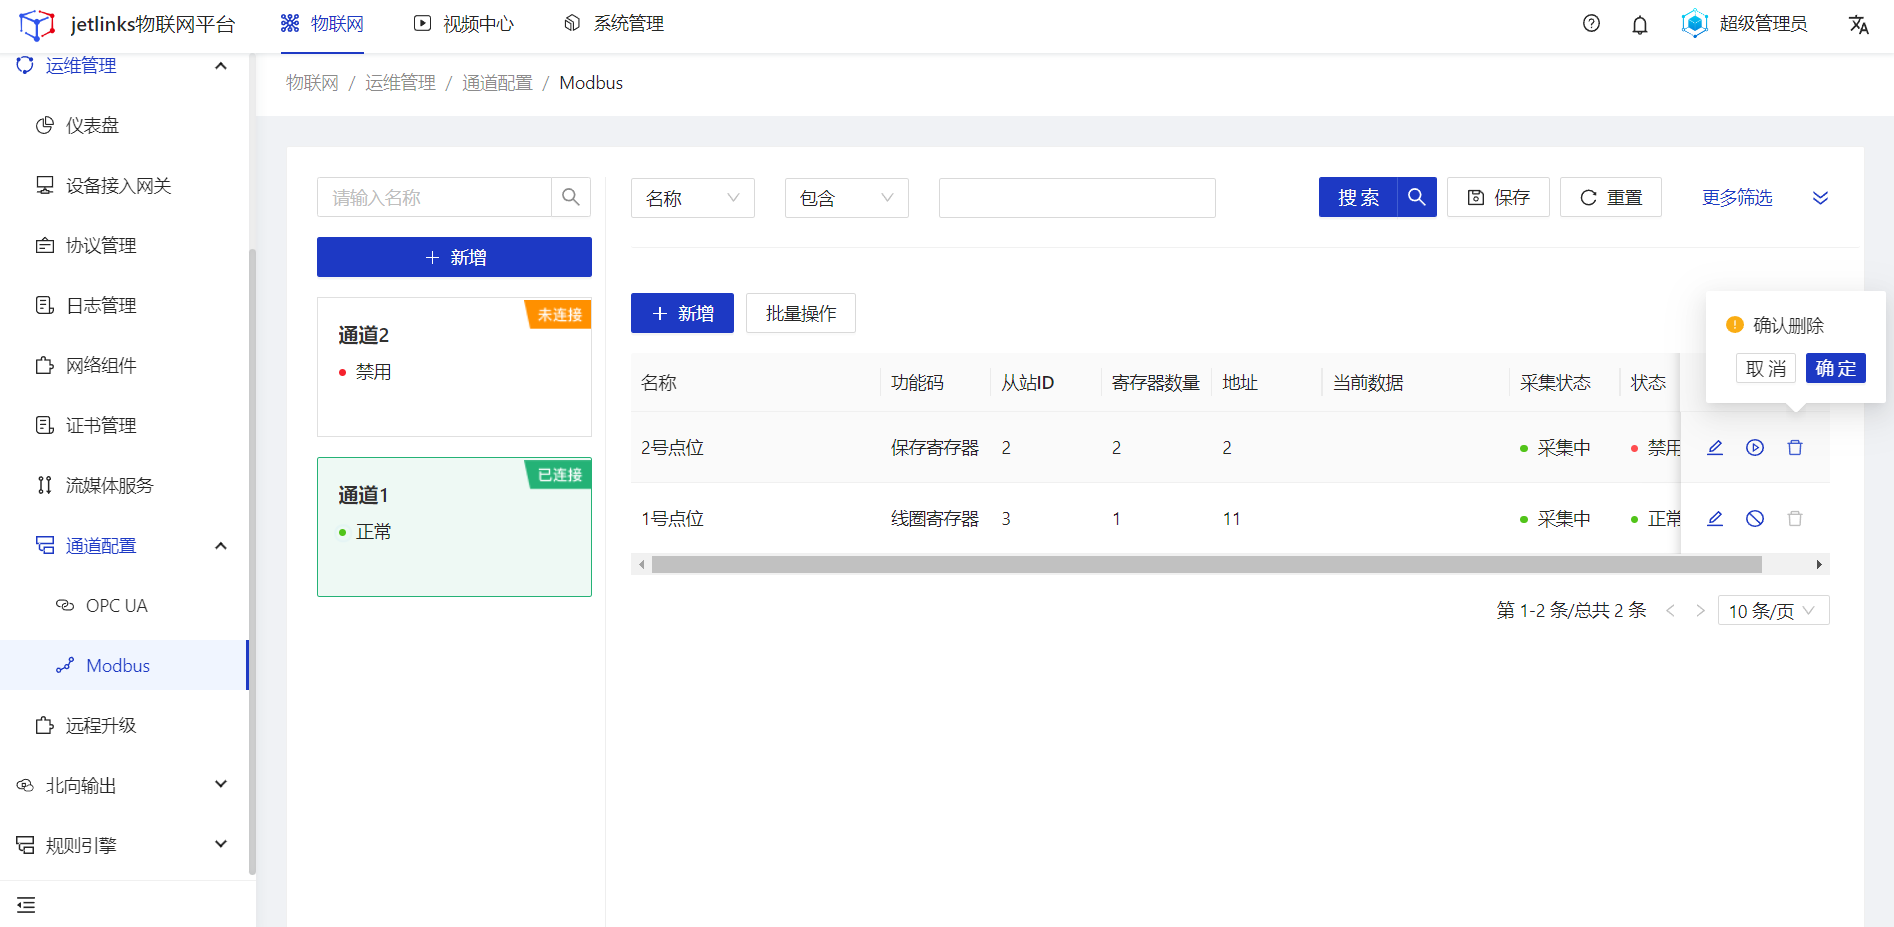 jetlinks物联网平台
物联网
视频中心
系统管理
超级管理员
运维管理
仪表盘
设备接入网关
协议管理
日志管理
网络组件
证书管理
流媒体服务
通道配置
OPC UA
Modbus
远程升级
北向输出
规则引擎
物联网 / 运维管理 / 通道配置 / Modbus
请输入名称
新增
未连接
通道2
禁用
已连接
通道1
正常
名称
包含
搜 索
保存
重置
更多筛选
新增
批量操作
确认删除
取 消
确 定
名称 功能码 从站ID 寄存器数量 地址 当前数据 采集状态 状态
2号点位 保存寄存器 2 2 2 采集中 禁用
1号点位 线圈寄存器 3 1 11 采集中 正常
第 1-2 条/总共 2 条
10 条/页